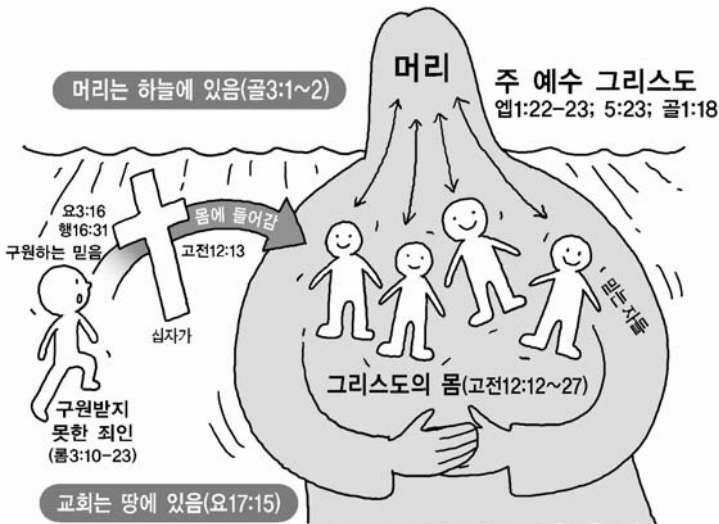 머리
머리는 하늘에 있음(골3:1~2)
주 예수 그리스도
엡1:22-23; 5:23; 골1:18
요3:16
행16:31
구원하는 믿음
몸에 들어감
고전12:13
십자가
믿는 자들
그리스도의 몸(고전12:12~27)
구원받지
못한 죄인
(롬3:10-23)
교회는 땅에 있음(요17:15)